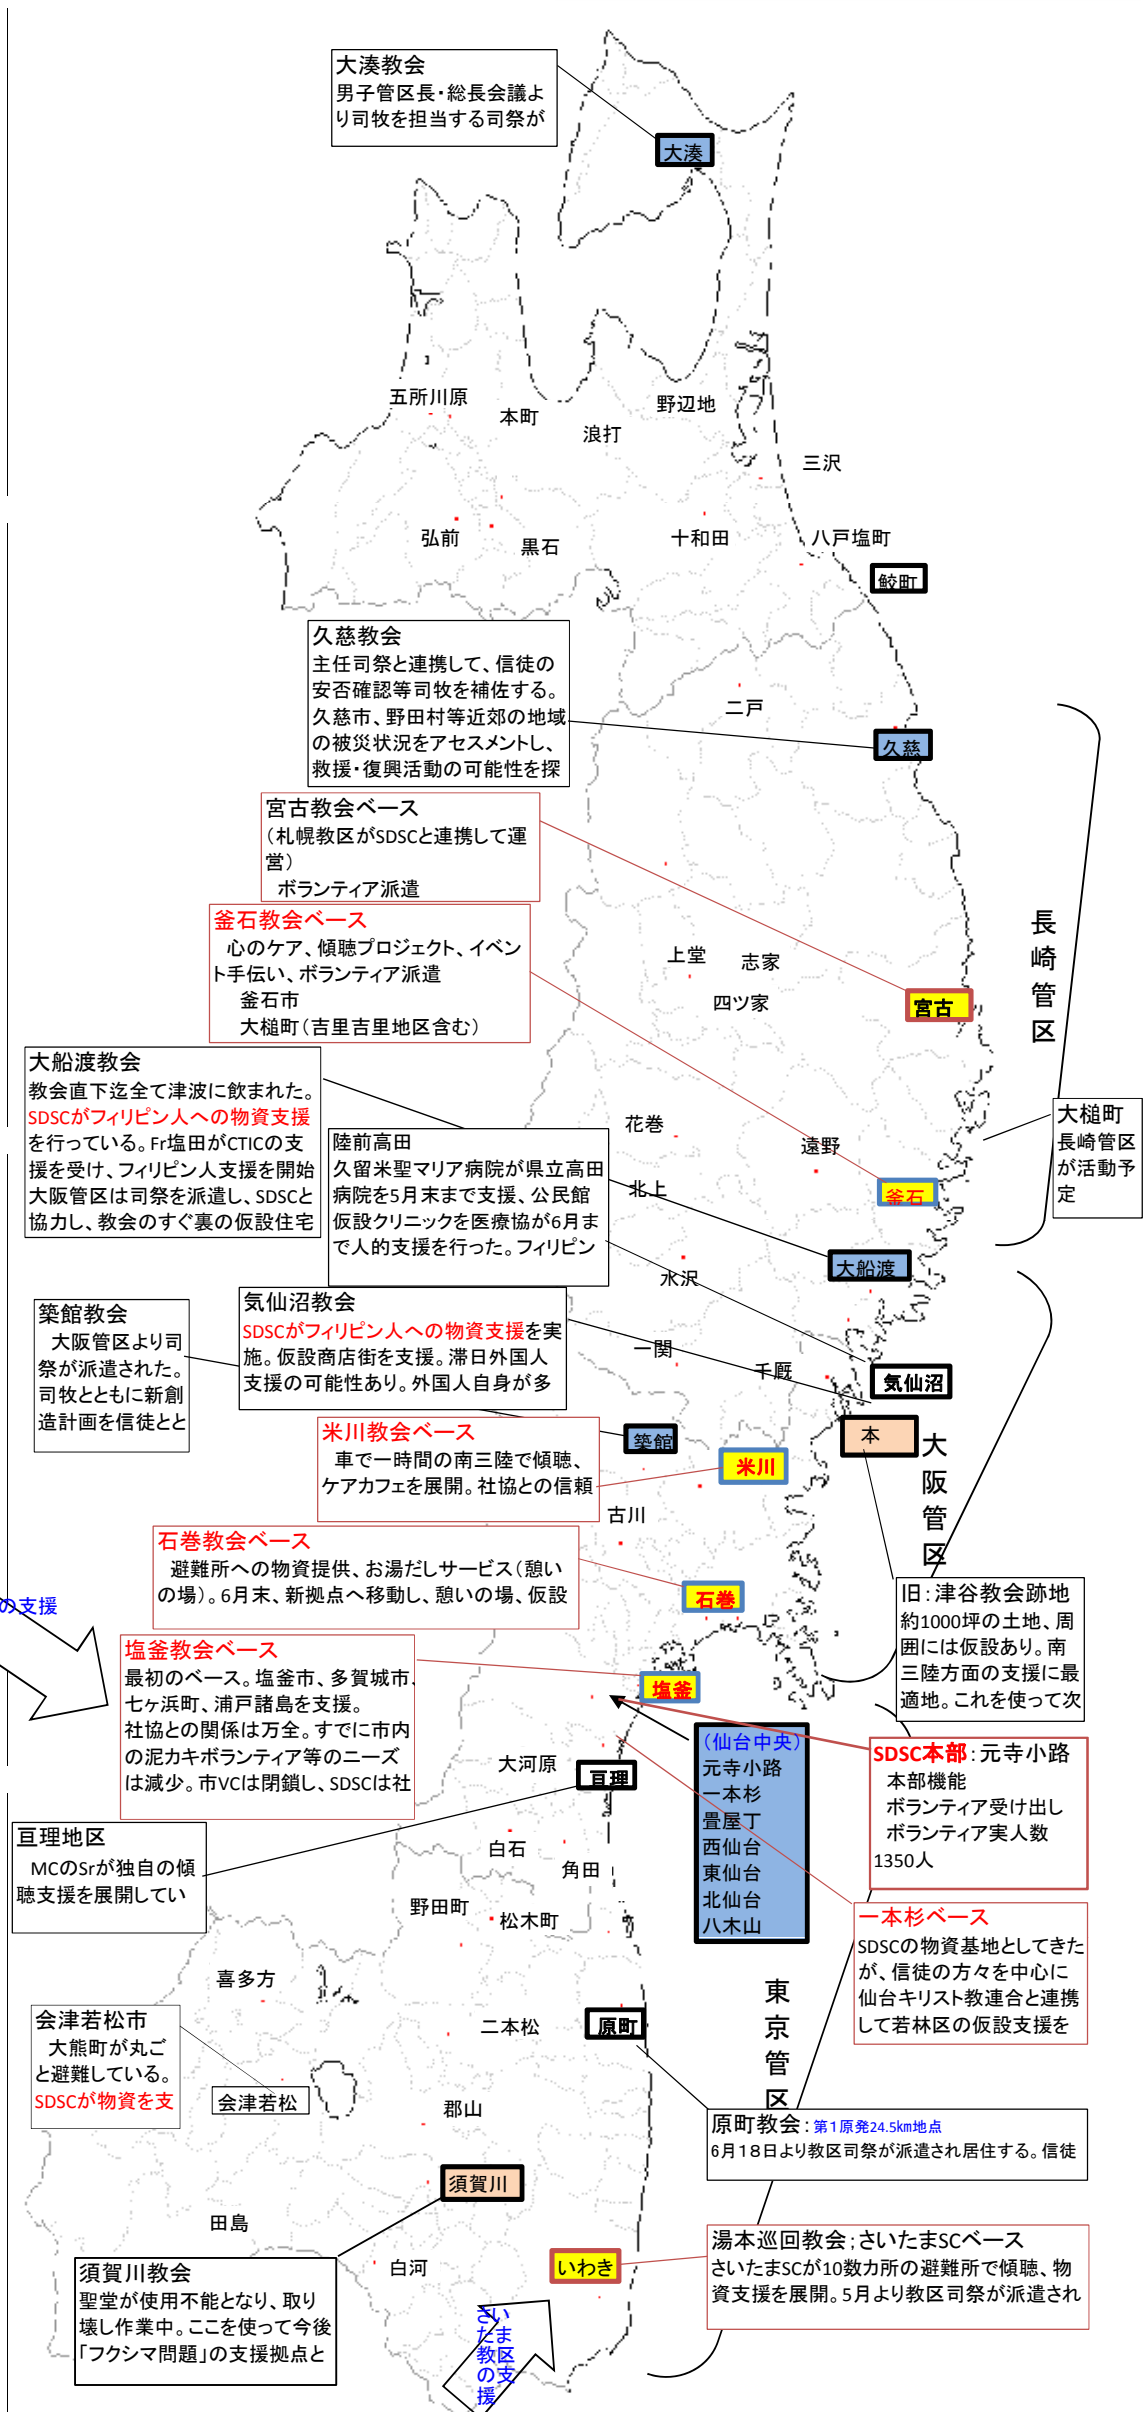 大湊教会
男子管区長・総長会議よ
り司牧を担当する司祭が
大湊
五所川原
本町
浪打
野辺地
三沢
弘前
黒石
十和田
八戸塩町
鮫町
久慈教会
主任司祭と連携して、信徒の
安否確認等司牧を補佐する。
久慈市、野田村等近郊の地域
の被災状況をアセスメントし、
救援・復興活動の可能性を探
二戸
久慈
宮古教会ベース
（札幌教区がSDSCと連携して運
営）
ボランティア派遣
釜石教会ベース
心のケア、傾聴プロジェクト、イベン
ト手伝い、ボランティア派遣
釜石市
大槌町（吉里吉里地区含む）
上堂
志家
四ツ家
宮古
長崎管区
大船渡教会
教会直下迄全て津波に飲まれた。
SDSCがフィリピン人への物資支援
を行っている。Fr塩田がCTICの支
援を受け、フィリピン人支援を開始
大阪管区は司祭を派遣し、SDSCと
協力し、教会のすぐ裏の仮設住宅
陸前高田
久留米聖マリア病院が県立高田
病院を5月末まで支援、公民館
仮設クリニックを医療協が6月ま
で人的支援を行った。フィリピン
花巻
遠野
北上
釜石
大槌町
長崎管区
が活動予
定
大船渡
水沢
築館教会
大阪管区より司
祭が派遣された。
司牧とともに新創
造計画を信徒とと
気仙沼教会
SDSCがフィリピン人への物資支援を実
施。仮設商店街を支援。滞日外国人
支援の可能性あり。外国人自身が多
一関
千厩
気仙沼
本
大阪管区
米川教会ベース
車で一時間の南三陸で傾聴、
ケアカフェを展開。社協との信頼
築館
米川
古川
石巻教会ベース
避難所への物資提供、お湯だしサービス（憩い
の場）。6月末、新拠点へ移動し、憩いの場、仮設
石巻
旧：津谷教会跡地
約1000坪の土地、周
囲には仮設あり。南
三陸方面の支援に最
適地。これを使って次
の支援
塩釜教会ベース
最初のベース。塩釜市、多賀城市、
七ヶ浜町、浦戸諸島を支援。
社協との関係は万全。すでに市内
の泥カキボランティア等のニーズ
は減少。市VCは閉鎖し、SDSCは社
塩釜
（仙台中央）
元寺小路
一本杉
畳屋丁
西仙台
東仙台
北仙台
八木山
SDSC本部：元寺小路
本部機能
ボランティア受け出し
ボランティア実人数
1350人
大河原
亘理
亘理地区
MCのSrが独自の傾
聴支援を展開してい
白石
角田
野田町
松木町
一本杉ベース
SDSCの物資基地としてきた
が、信徒の方々を中心に
仙台キリスト教連合と連携
して若林区の仮設支援を
東京管区
喜多方
会津若松市
大熊町が丸ご
と避難している。
SDSCが物資を支
会津若松
二本松
原町
郡山
原町教会：第1原発24.5km地点
6月18日より教区司祭が派遣され居住する。信徒
須賀川
田島
須賀川教会
聖堂が使用不能となり、取り
壊し作業中。ここを使って今後
「フクシマ問題」の支援拠点と
白河
いわき
湯本巡回教会；さいたまSCベース
さいたまSCが10数カ所の避難所で傾聴、物
資支援を展開。5月より教区司祭が派遣され
さいたま教区の支援